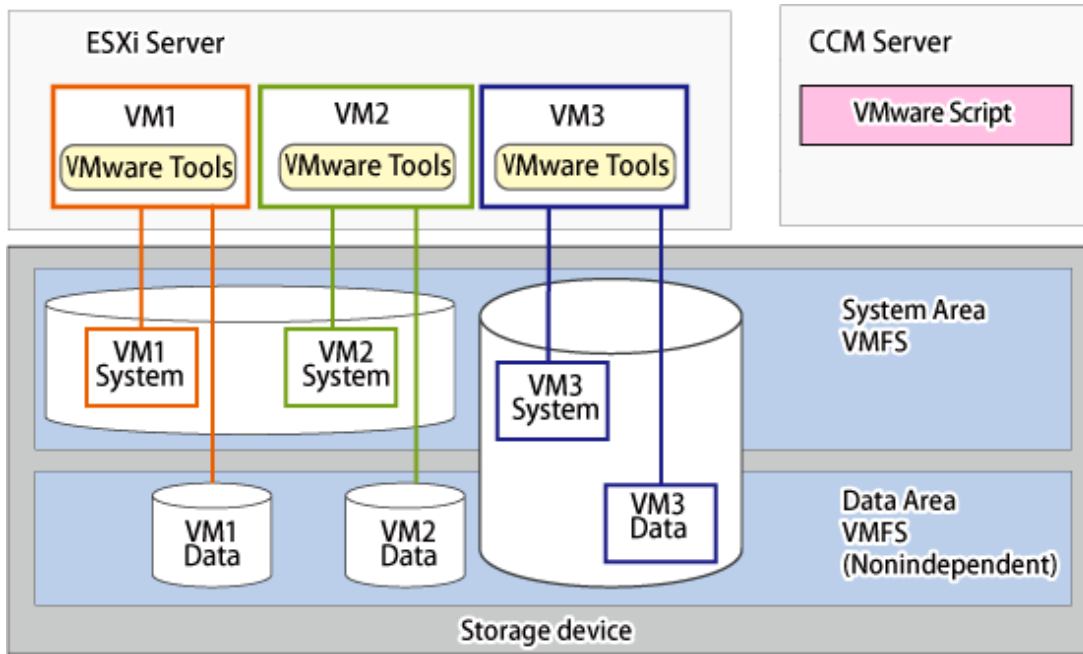 ESXi Server
CCM Server
VMware Script
VM1
VMware Tools
VM2
VMware Tools
VM3
VMware Tools
System Area
VMFS
VM1
System
VM2
System
VM3
System
VM1
Data
VM2
Data
VM3
Data
Data Area
VMFS
(Nonindependent)
Storage device